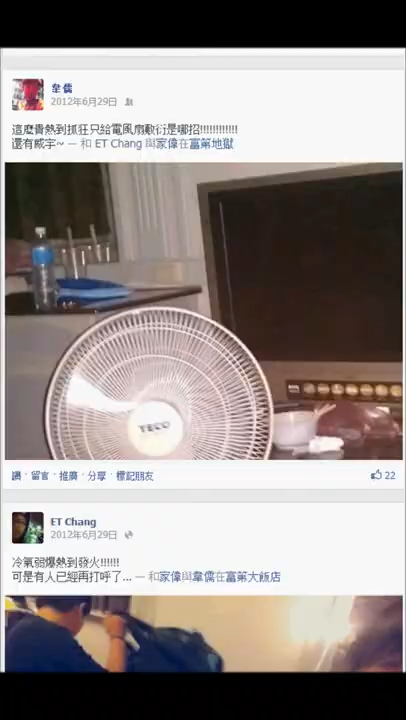 韋儒
2012年6月29日
這麼貴熱到抓狂只給電風扇敷衍是哪招!!!!!!!!!!!!
還有威宇~ — 和 ET Chang 與家偉在富第地獄
TECO
讚 · 留言 · 推廣 · 分享 · 標記朋友
22
ET Chang
2012年6月29日
冷氣弱爆熱到發火!!!!!!
可是有人已經再打呼了... — 和家偉與韋儒在富第大飯店